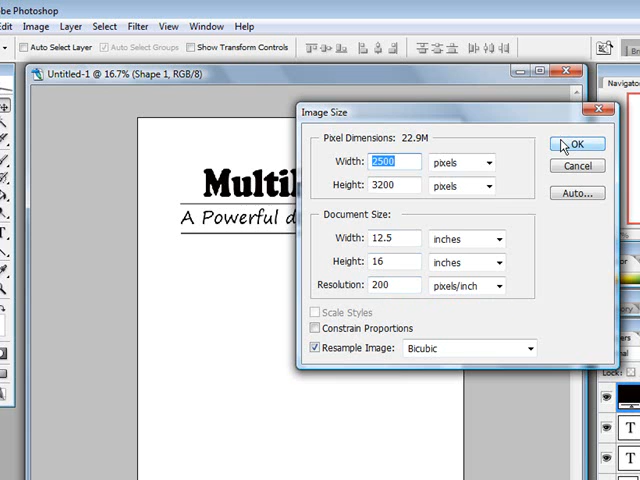 Adobe Photoshop
Edit Image Layer Select Filter View Window Help
Auto Select Layer Auto Select Groups Show Transform Controls
Untitled-1 @ 16.7% (Shape 1, RGB/8)
Navigator
Image Size
Pixel Dimensions: 22.9M
OK
Width: 2500 pixels
Cancel
Height: 3200 pixels
Auto...
Document Size:
Width: 12.5 inches
Height: 16 inches
Resolution: 200 pixels/inch
Scale Styles
Constrain Proportions
Resample Image: Bicubic
A Powerful
Lock:
T
T